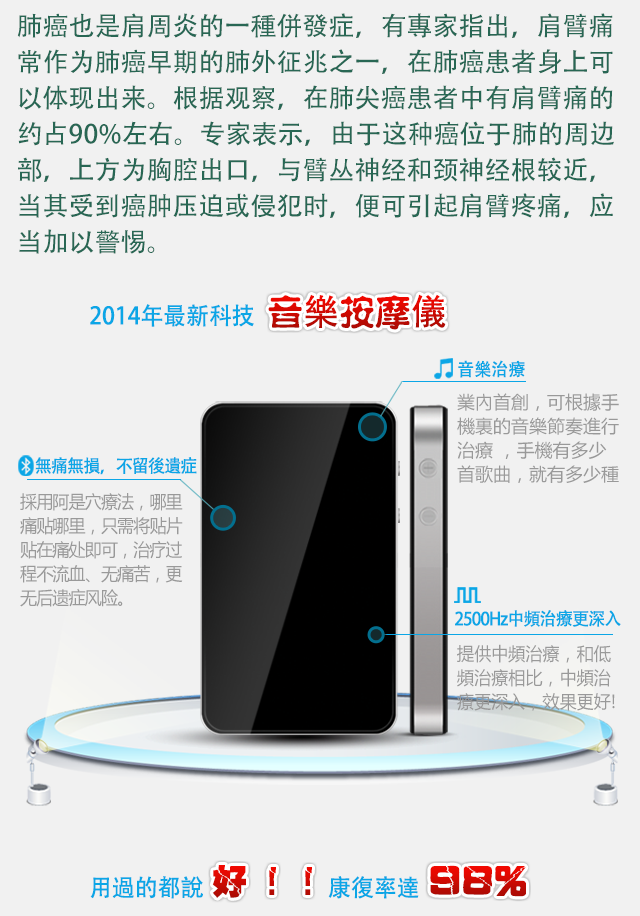 肺癌也是肩周炎的一種併發症，有專家指出，肩臂痛
常作为肺癌早期的肺外征兆之一，在肺癌患者身上可
以体现出来。根据观察，在肺尖癌患者中有肩臂痛的
约占90%左右。专家表示，由于这种癌位于肺的周边
部，上方为胸腔出口，与臂丛神经和颈神经根较近，
当其受到癌肿压迫或侵犯时，便可引起肩臂疼痛，应
当加以警惕。
2014年最新科技 音樂按摩儀
音樂治療
業內首創，可根據手
機裏的音樂節奏進行
治療 ，手機有多少
首歌曲，就有多少種
無痛無損，不留後遺症
採用阿是穴療法，哪里
痛贴哪里，只需将贴片
贴在痛处即可，治疗过
程不流血、无痛苦，更
无后遗症风险。
2500Hz中頻治療更深入
提供中頻治療，和低
頻治療相比，中頻治
療更深入，效果更好!
用過的都說 好！！ 康復率達 98%